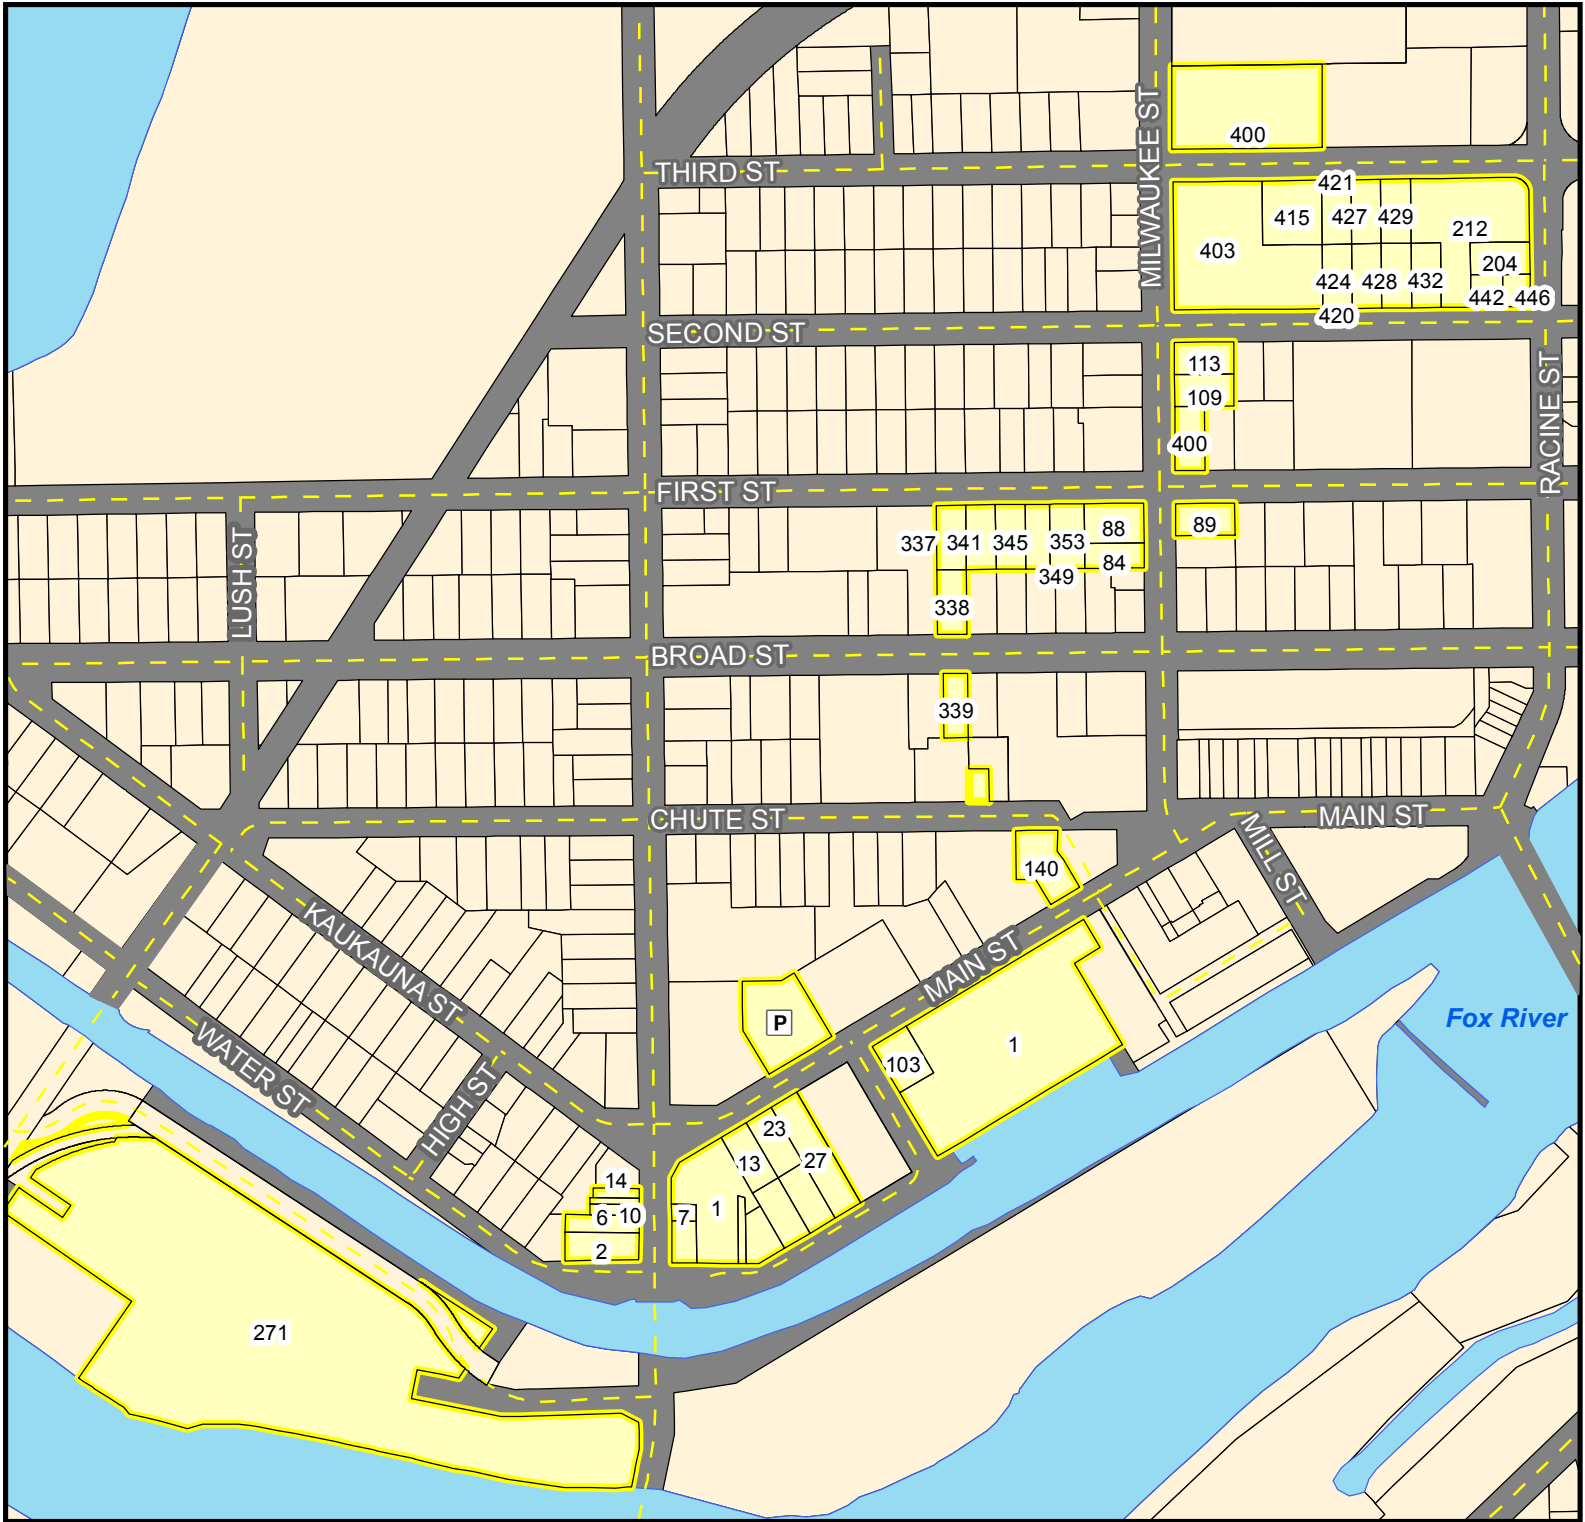 MILWAUKEE ST
400
THIRD ST
421
415
427
429
212
403
204
424
428
432
442
446
420
SECOND ST
113
109
400
RACINE ST
FIRST ST
89
88
337
341
345
353
84
349
338
LUSH ST
BROAD ST
339
CHUTE ST
MAIN ST
MILL ST
140
KAUKAUNA ST
MAIN ST
P
Fox River
1
103
WATER ST
HIGH ST
23
13
27
14
7
1
6
10
2
271